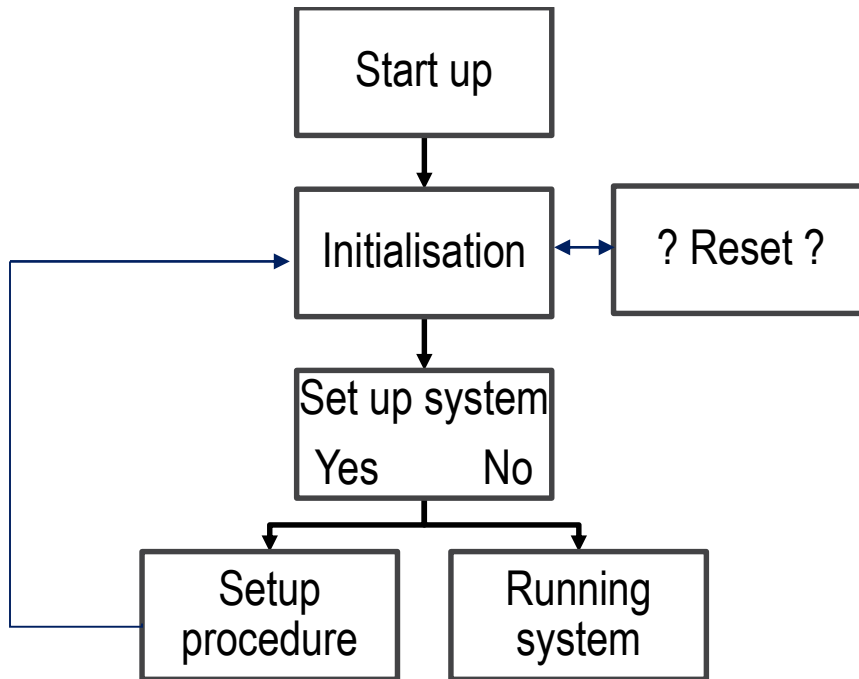 Start up
Initialisation
? Reset ?
Set up system
Yes No
Setup
procedure
Running
system